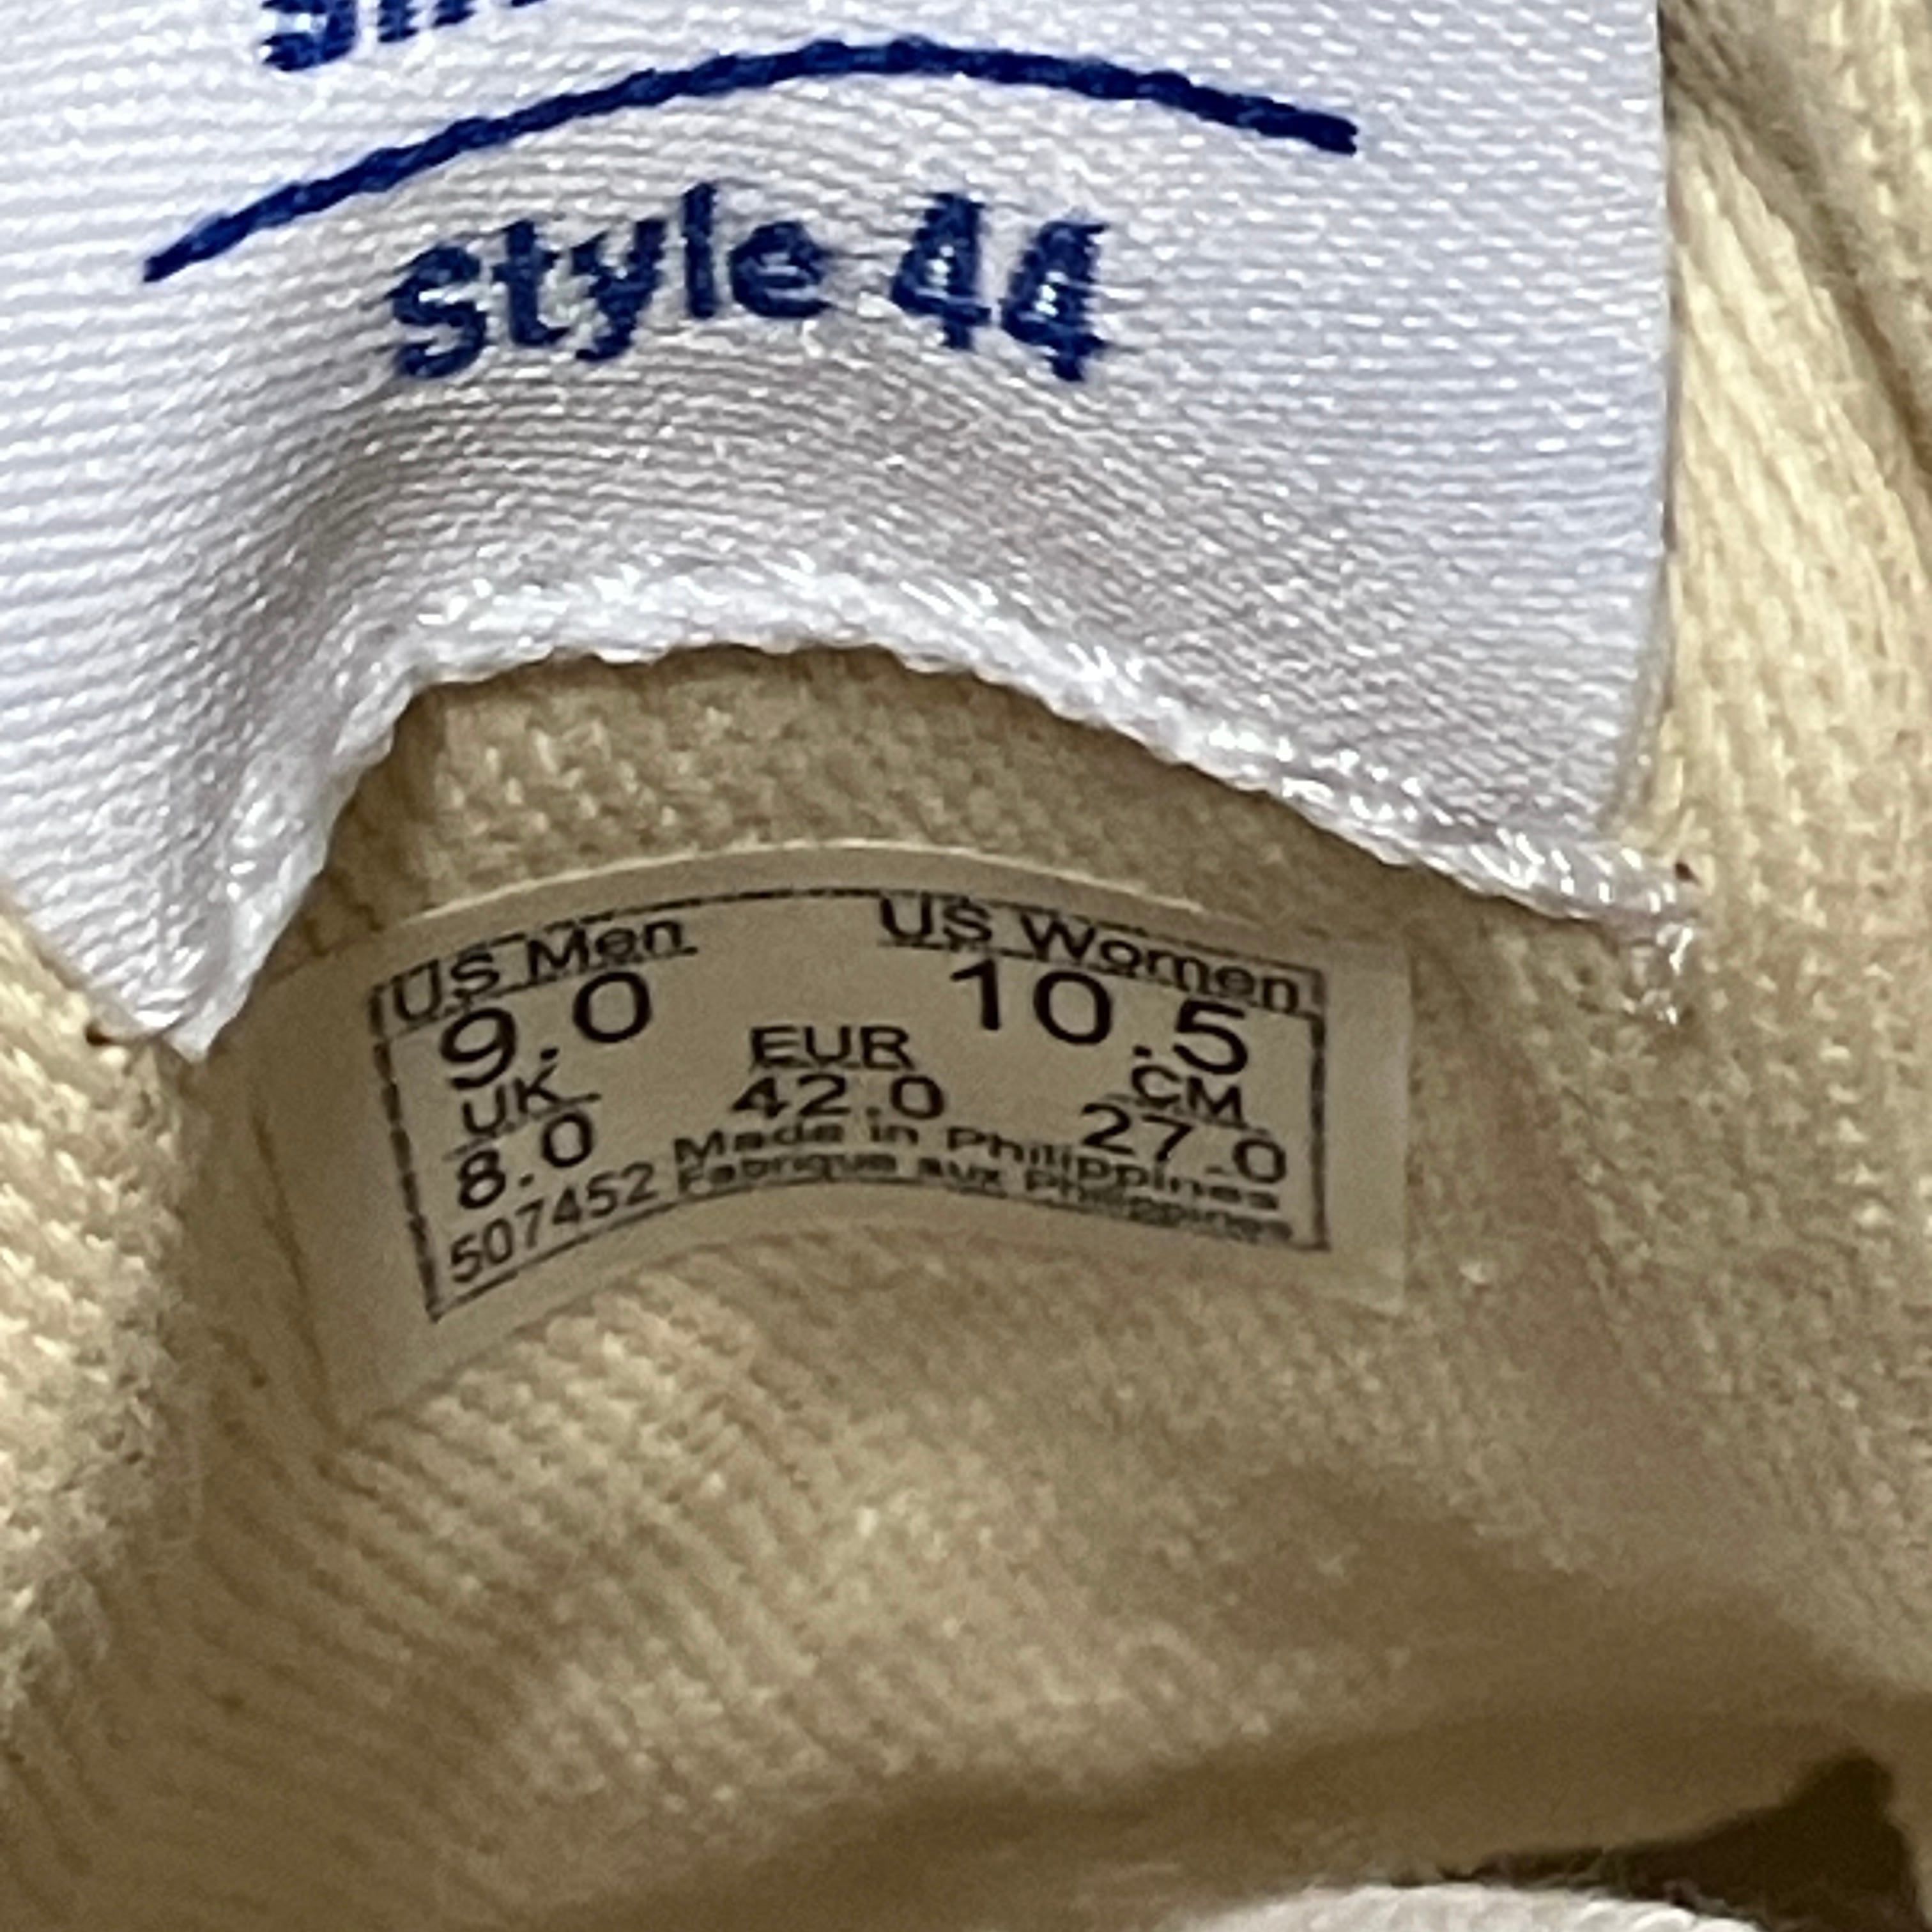 Style 44
US Men US Women
9.0 10.5
UK EUR CM
8.0 42.0 27.0
Made in Philippines
507452 Fabrique aux Philippines